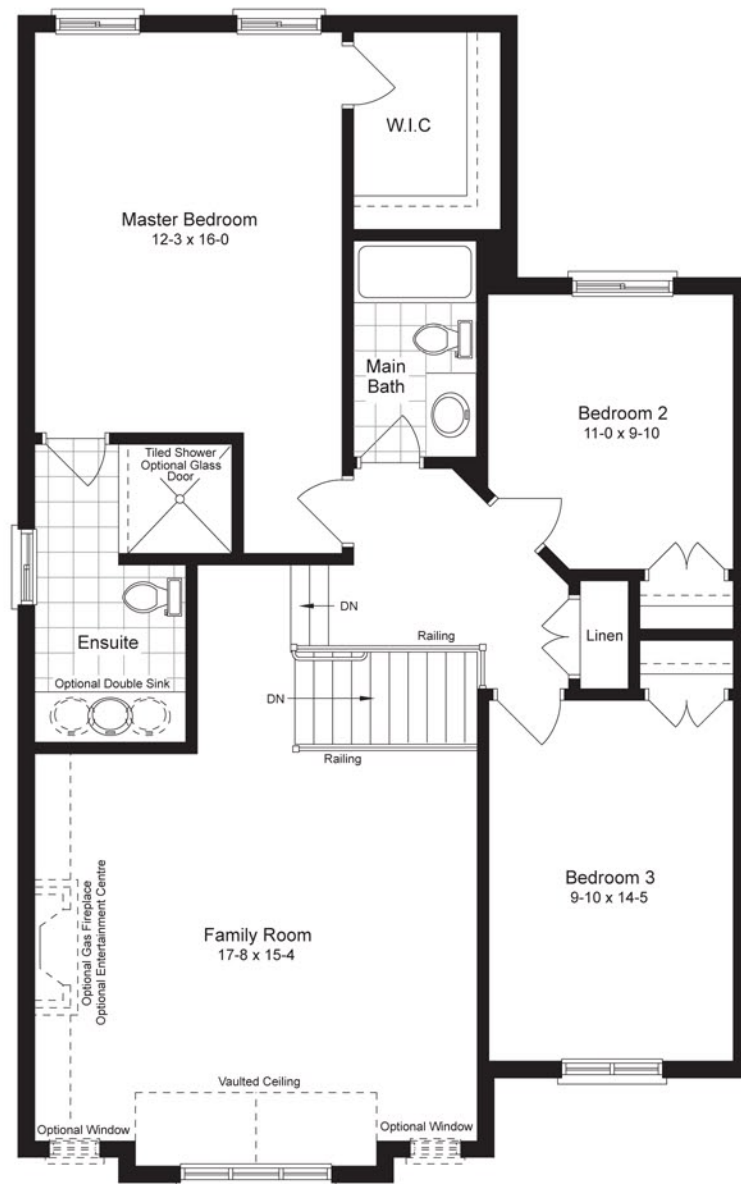 W.I.C
Master Bedroom
12-3 x 16-0
Main
Bath
Bedroom 2
11-0 x 9-10
Tiled Shower
Optional Glass
Door
DN
Linen
Ensuite
Railing
Optional Double Sink
DN
Railing
Bedroom 3
9-10 x 14-5
Optional Gas Fireplace
Optional Entertainment Centre
Family Room
17-8 x 15-4
Vaulted Ceiling
Optional Window
Optional Window